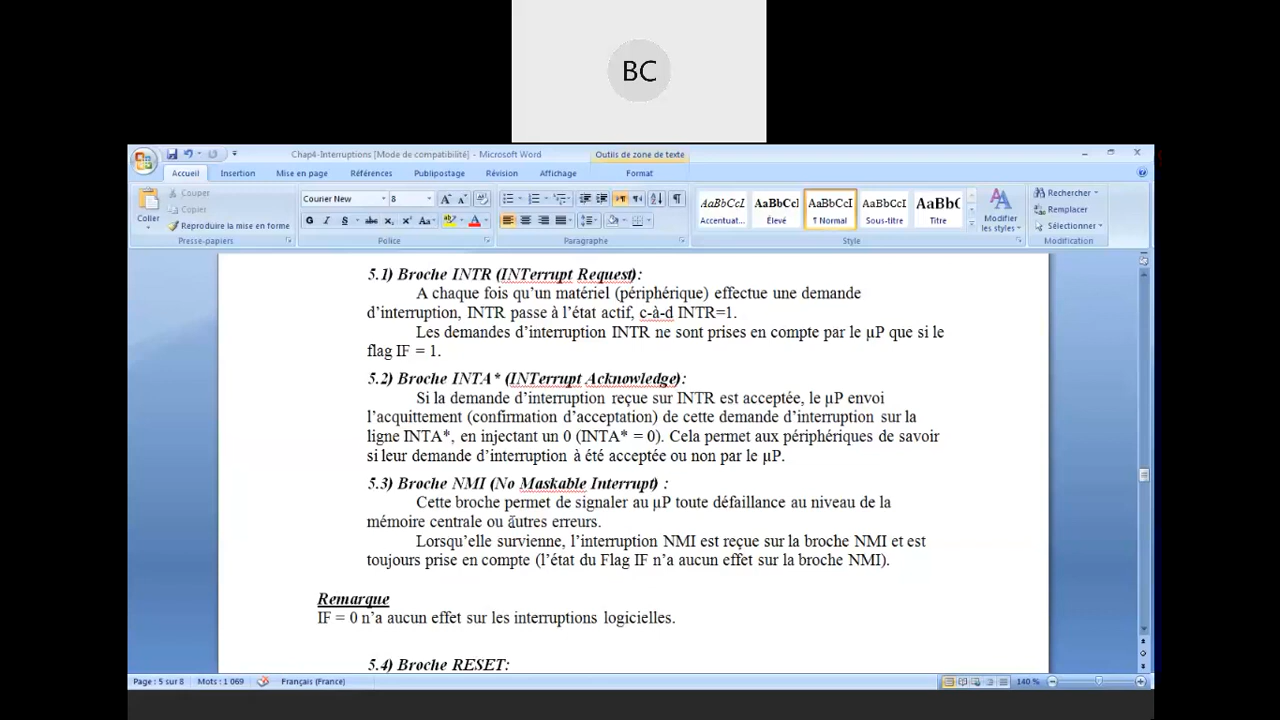 BC
Chap4-Interruptions [Mode de compatibilité] - Microsoft Word
Outils de zone de texte
Accueil Insertion Mise en page Références Publipostage Révision Affichage Format
Coller
Couper
Copier
Reproduire la mise en forme
Presse-papiers
Courier New 8
Police
Paragraphe
AaBbCcI AaBbCcI AaBbCcI AaBbCcI AaBb(
Accentuat... Élevé ¶ Normal Sous-titre Titre
Style
Modifier les styles
Rechercher
Remplacer
Sélectionner
Modification
5.1) Broche INTR (INTerrupt Request):
A chaque fois qu'un matériel (périphérique) effectue une demande
d'interruption, INTR passe à l'état actif, c-à-d INTR=1.
Les demandes d'interruption INTR ne sont prises en compte par le µP que si le
flag IF = 1.
5.2) Broche INTA* (INTerrupt Acknowledge):
Si la demande d'interruption reçue sur INTR est acceptée, le µP envoi
l'acquittement (confirmation d'acceptation) de cette demande d'interruption sur la
ligne INTA*, en injectant un 0 (INTA* = 0). Cela permet aux périphériques de savoir
si leur demande d'interruption à été acceptée ou non par le µP.
5.3) Broche NMI (No Maskable Interrupt) :
Cette broche permet de signaler au µP toute défaillance au niveau de la
mémoire centrale ou autres erreurs.
Lorsqu'elle survienne, l'interruption NMI est reçue sur la broche NMI et est
toujours prise en compte (l'état du Flag IF n'a aucun effet sur la broche NMI).
Remarque
IF = 0 n'a aucun effet sur les interruptions logicielles.
5.4) Broche RESET:
Page : 5 sur 8 Mots : 1 069 Français (France) 140 %